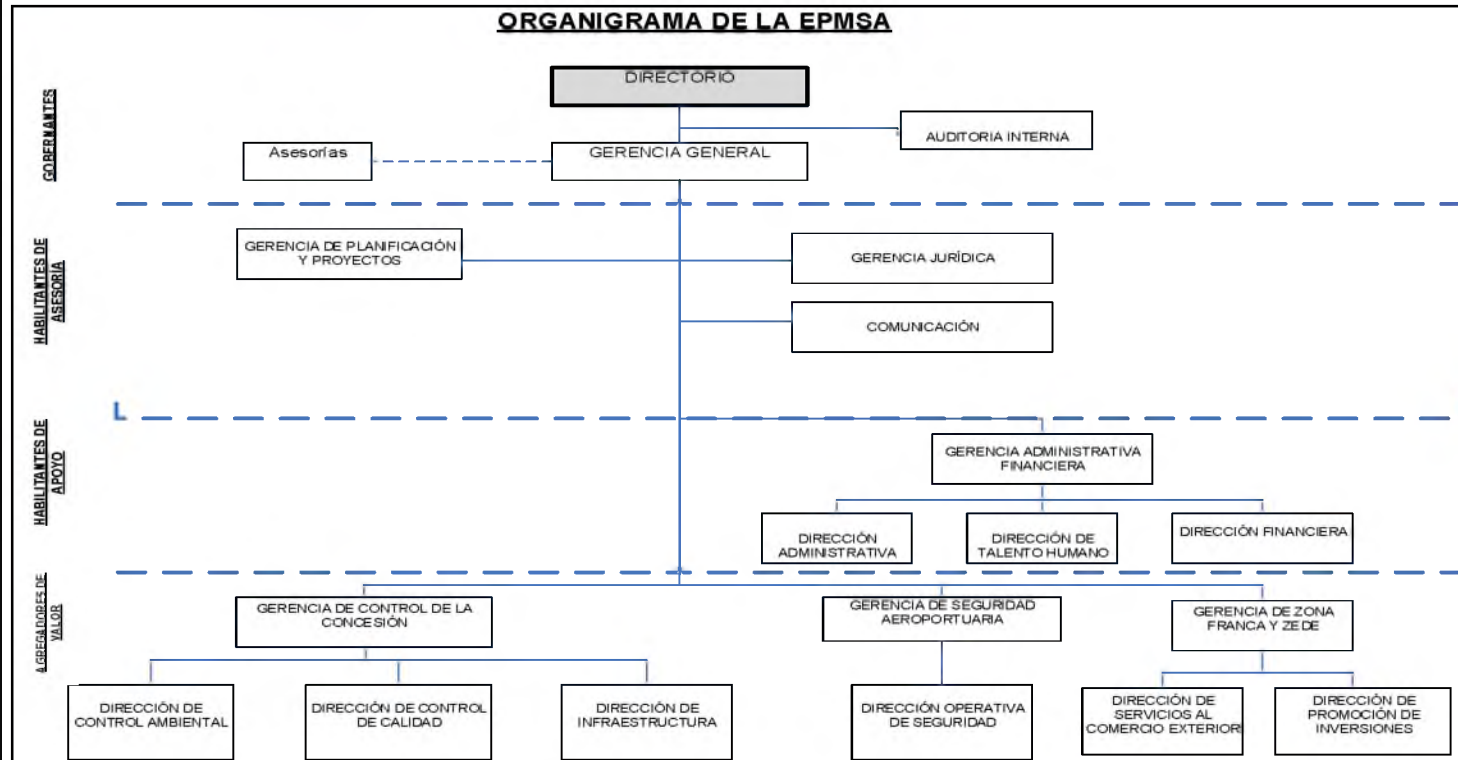 ORGANIGRAMA DE LA EPMSA
GOBERNANTES
DIRECTORIO
AUDITORIA INTERNA
Asesorías
GERENCIA GENERAL
HABILITANTES DE
ASESORIA
GERENCIA DE PLANIFICACIÓN
Y PROYECTOS
GERENCIA JURÍDICA
COMUNICACIÓN
L
HABILITANTES DE
APOYO
GERENCIA ADMINISTRATIVA
FINANCIERA
DIRECCIÓN
ADMINISTRATIVA
DIRECCIÓN DE
TALENTO HUMANO
DIRECCIÓN FINANCIERA
AGREGADORES DE
VALOR
GERENCIA DE CONTROL DE LA
CONCESIÓN
GERENCIA DE SEGURIDAD
AEROPORTUARIA
GERENCIA DE ZONA
FRANCA Y ZEDE
DIRECCIÓN DE
CONTROL AMBIENTAL
DIRECCIÓN DE CONTROL
DE CALIDAD
DIRECCIÓN DE
INFRAESTRUCTURA
DIRECCIÓN OPERATIVA
DE SEGURIDAD
DIRECCIÓN DE
SERVICIOS AL
COMERCIO EXTERIOR
DIRECCIÓN DE
PROMOCIÓN DE
INVERSIONES